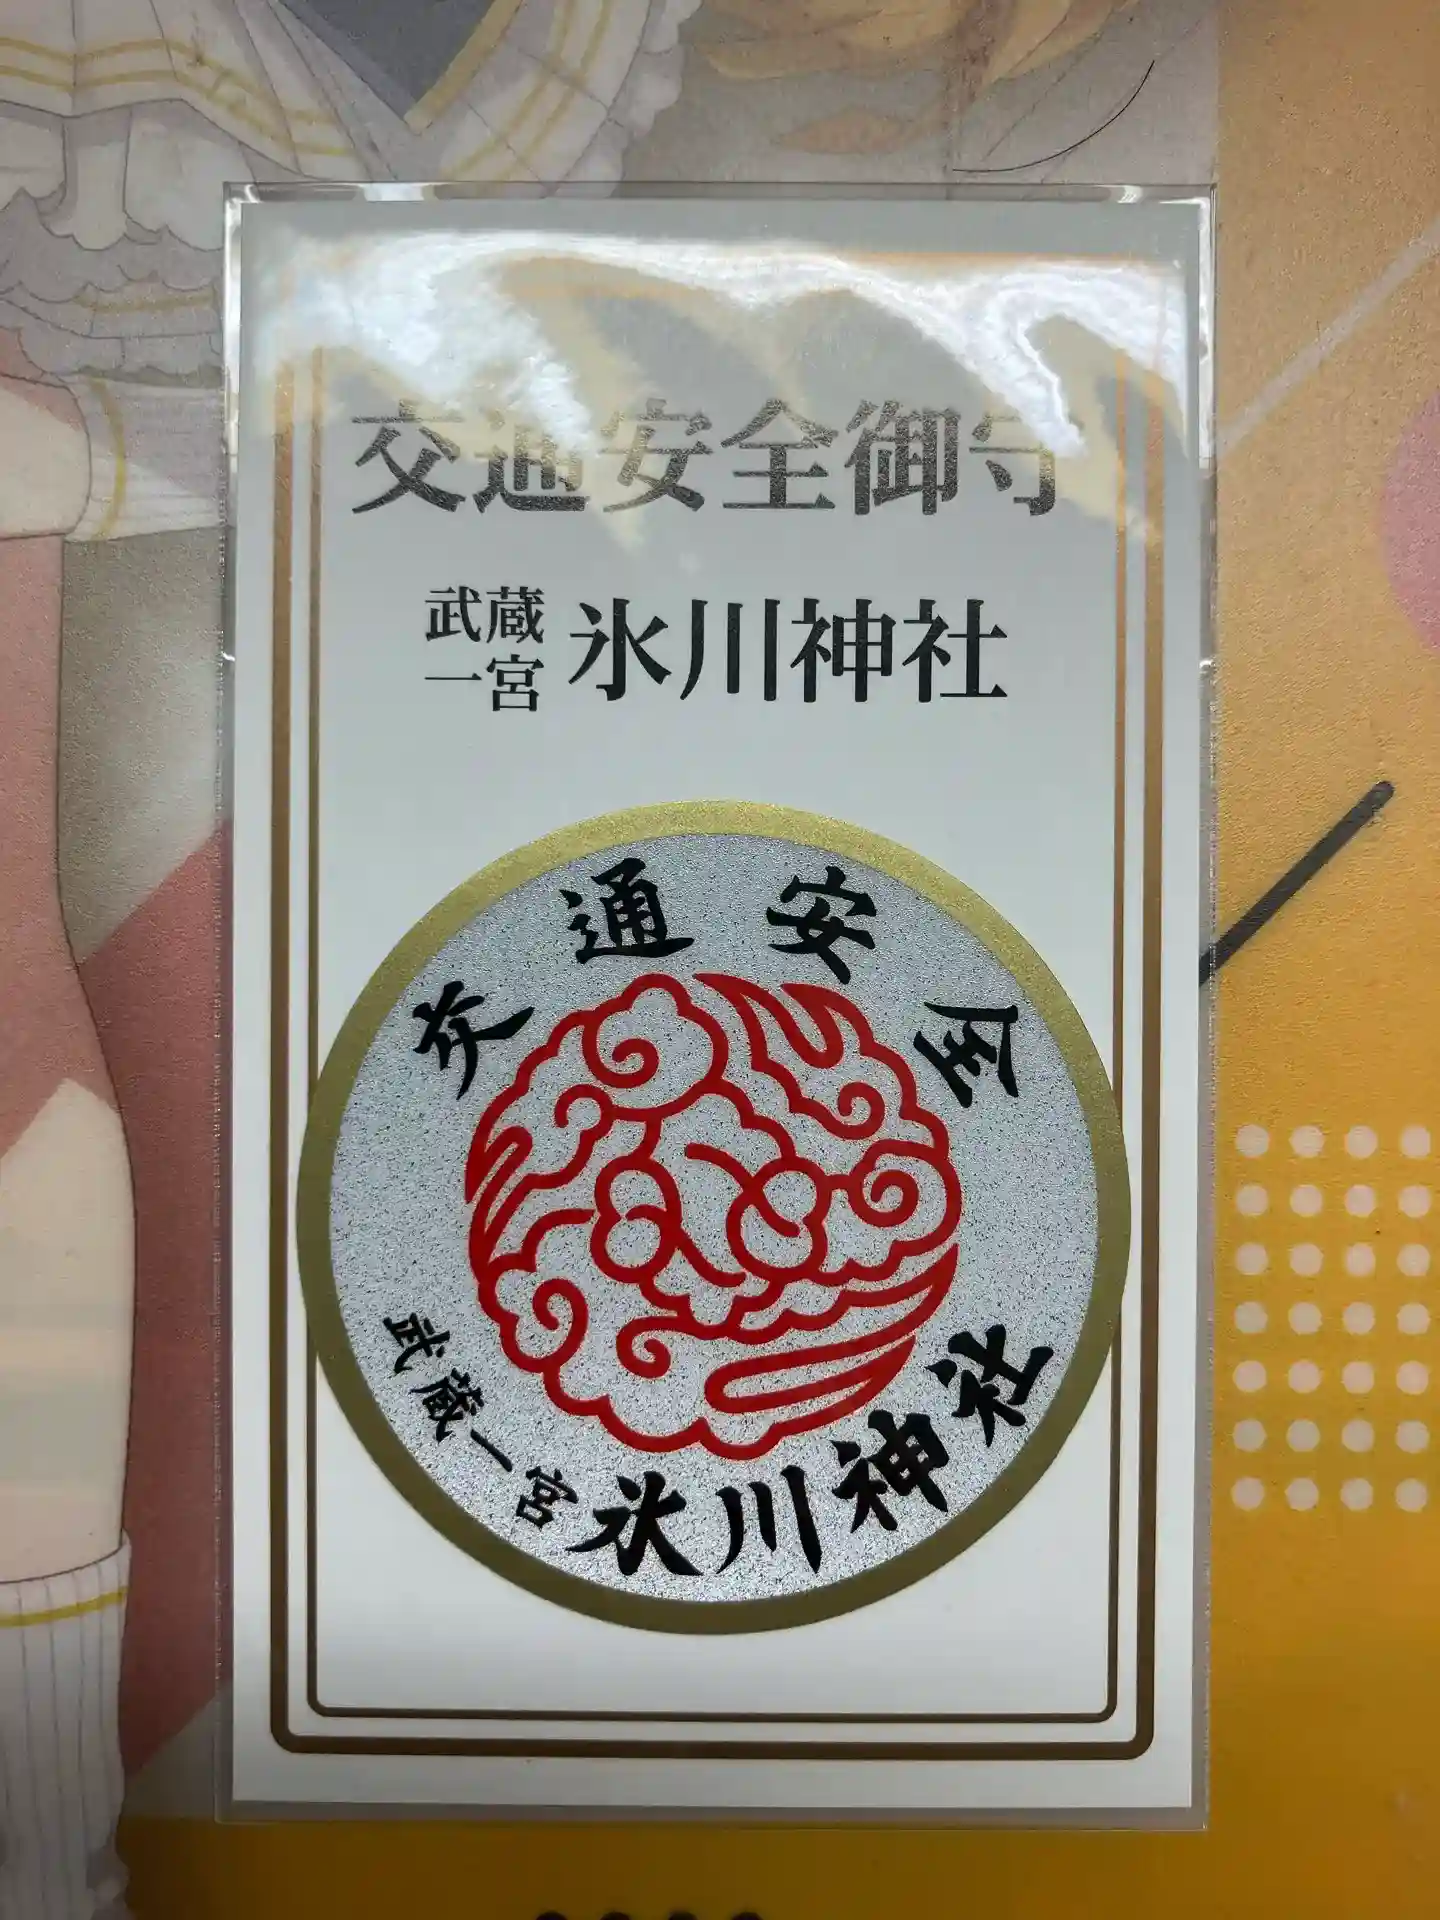 交通安全御守
武蔵
一宮
氷川神社
交通安全
武蔵一宮
氷川神社